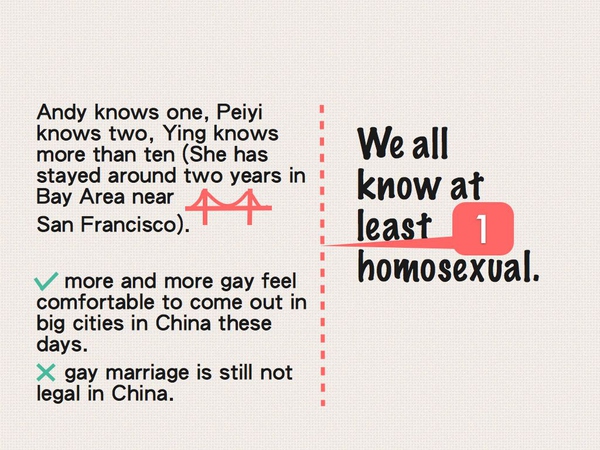 Andy knows one, Peiyi
knows two, Ying knows
more than ten (She has
stayed around two years in
Bay Area near
San Francisco).
more and more gay feel
comfortable to come out in
big cities in China these
days.
gay marriage is still not
legal in China.
We all
know at
least 1
homosexual.